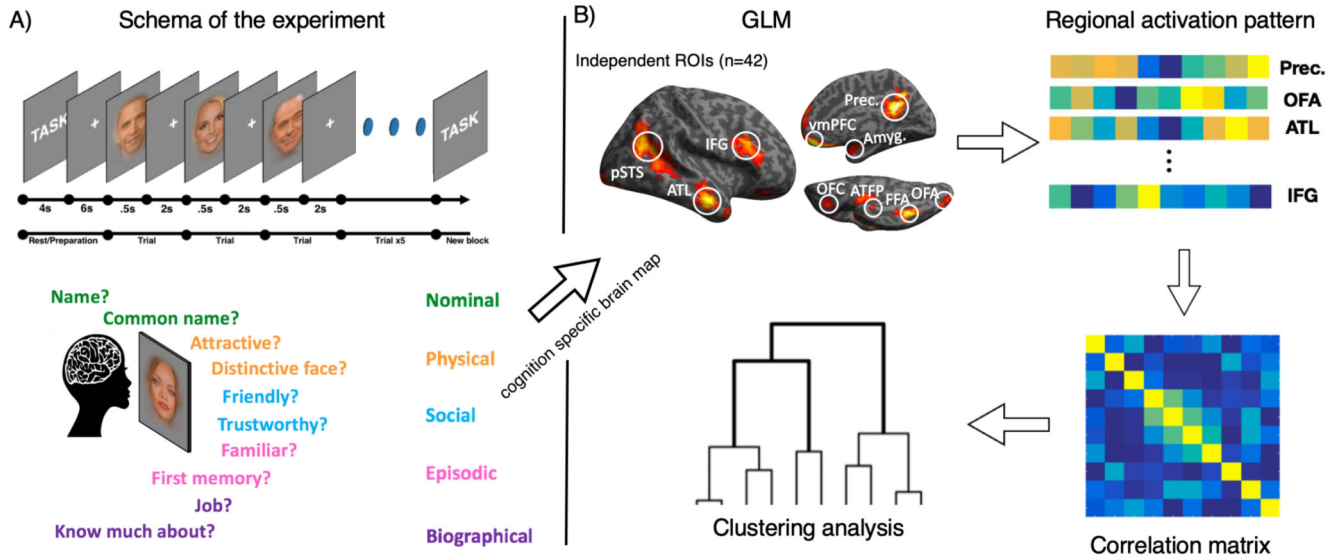 A)
Schema of the experiment
TASK
+
+
+
+
TASK
4s
6s
.5s
2s
.5s
2s
.5s
2s
Rest/Preparation
Trial
Trial
Trial
Trial x5
New block
Name?
Common name?
Attractive?
Distinctive face?
Friendly?
Trustworthy?
Familiar?
First memory?
Job?
Know much about?
Nominal
Physical
Social
Episodic
Biographical
cognition specific brain map
B)
GLM
Independent ROIs (n=42)
pSTS
IFG
ATL
Prec.
vmPFC
Amyg.
OFC
ATFP
FFA
OFA
Regional activation pattern
Prec.
OFA
ATL
IFG
Clustering analysis
Correlation matrix